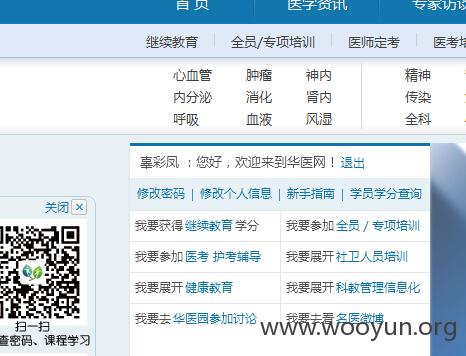 首 页 医学资讯 专家访谈
继续教育 全员/专项培训 医师定考 医考培
心血管 肿瘤 神内 精神
内分泌 消化 肾内 传染
呼吸 血液 风湿 全科
辜彩凤 ：您好，欢迎来到华医网！ 退出
关闭 ×
修改密码 | 修改个人信息 | 新手指南 | 学员学分查询
我要获得 继续教育 学分 我要参加 全员 / 专项培训
我要参加 医考 护考辅导 我要展开 社卫人员培训
我要展开 健康教育 我要展开 科教管理信息化
我要去 华医园参加讨论 我要去看 名医微博
扫一扫
查密码、课程学习
www.wooyun.org